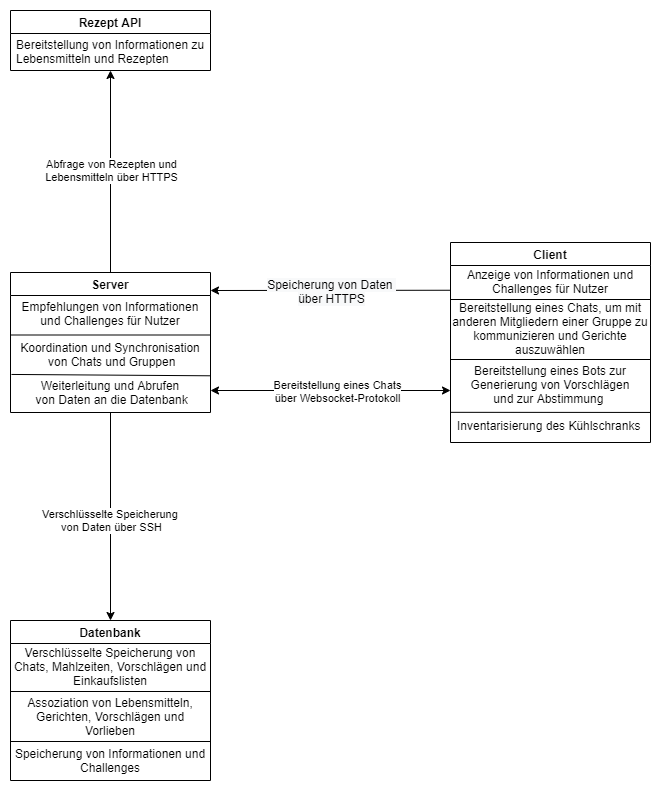 Rezept API
Bereitstellung von Informationen zu
Lebensmitteln und Rezepten
Abfrage von Rezepten und
Lebensmitteln über HTTPS
Server
Empfehlungen von Informationen
und Challenges für Nutzer
Koordination und Synchronisation
von Chats und Gruppen
Weiterleitung und Abrufen
von Daten an die Datenbank
Speicherung von Daten
über HTTPS
Bereitstellung eines Chats
über Websocket-Protokoll
Client
Anzeige von Informationen und
Challenges für Nutzer
Bereitstellung eines Chats, um mit
anderen Mitgliedern einer Gruppe zu
kommunizieren und Gerichte
auszuwählen
Bereitstellung eines Bots zur
Generierung von Vorschlägen
und zur Abstimmung
Inventarisierung des Kühlschranks
Verschlüsselte Speicherung
von Daten über SSH
Datenbank
Verschlüsselte Speicherung von
Chats, Mahlzeiten, Vorschlägen und
Einkaufslisten
Assoziation von Lebensmitteln,
Gerichten, Vorschlägen und
Vorlieben
Speicherung von Informationen und
Challenges